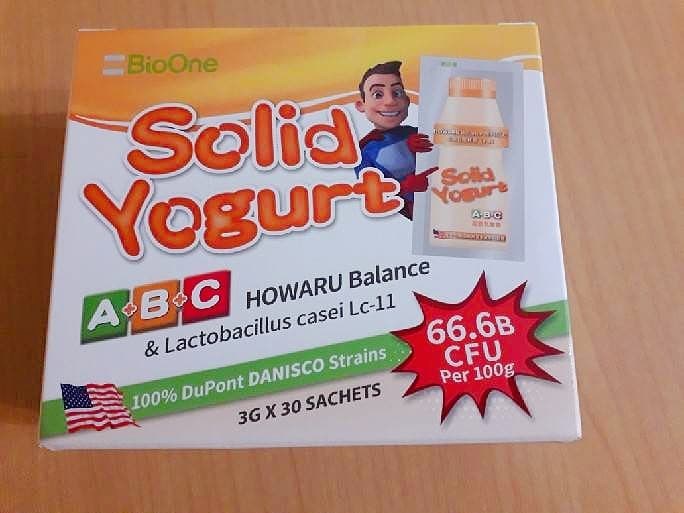 BioOne
Solid
Yogurt
Solid
Yogurt
A·B·C
A+B+C HOWARU Balance
& Lactobacillus casei Lc-11
66.6B
CFU
Per 100g
100% DuPont DANISCO Strains
3G X 30 SACHETS